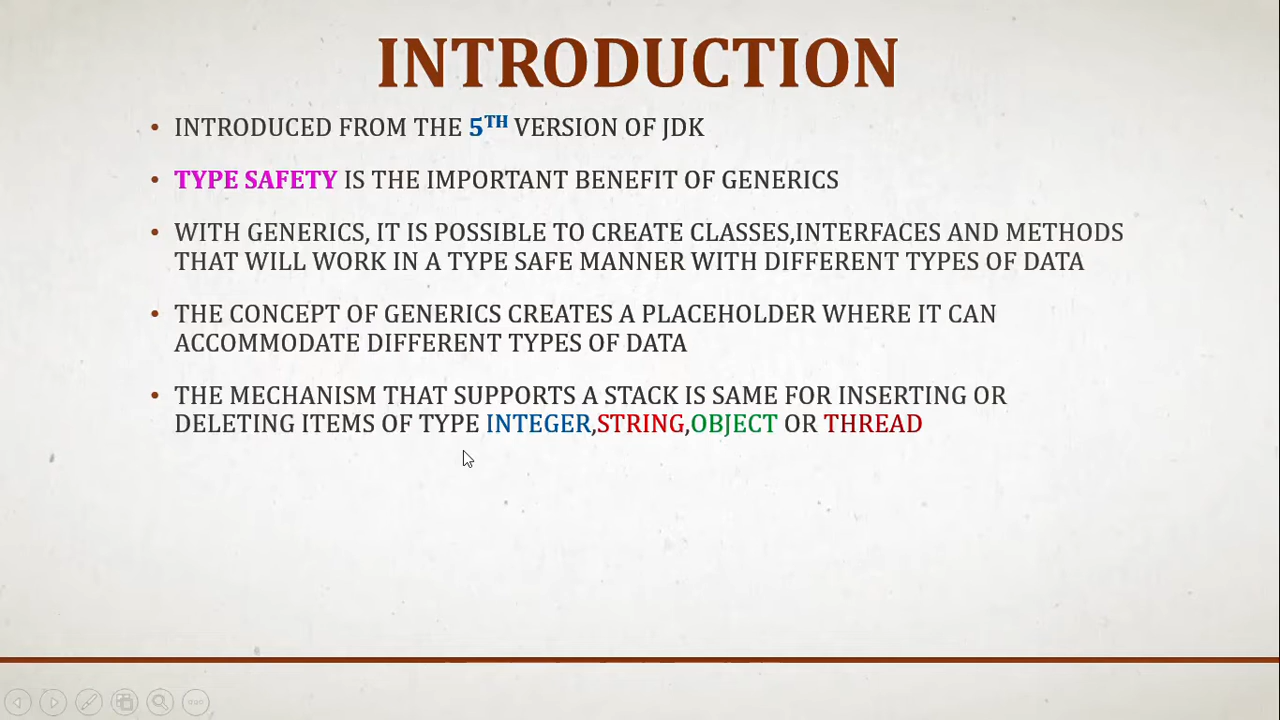 INTRODUCTION
• INTRODUCED FROM THE 5TH VERSION OF JDK
• TYPE SAFETY IS THE IMPORTANT BENEFIT OF GENERICS
• WITH GENERICS, IT IS POSSIBLE TO CREATE CLASSES,INTERFACES AND METHODS
THAT WILL WORK IN A TYPE SAFE MANNER WITH DIFFERENT TYPES OF DATA
• THE CONCEPT OF GENERICS CREATES A PLACEHOLDER WHERE IT CAN
ACCOMMODATE DIFFERENT TYPES OF DATA
• THE MECHANISM THAT SUPPORTS A STACK IS SAME FOR INSERTING OR
DELETING ITEMS OF TYPE INTEGER,STRING,OBJECT OR THREAD